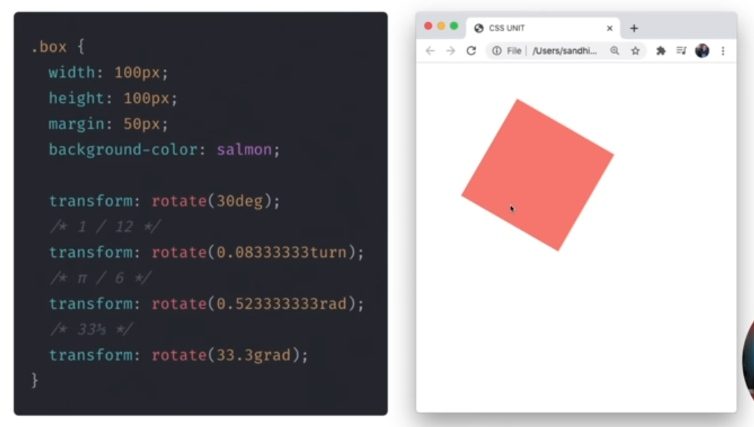 .box {
width: 100px;
height: 100px;
margin: 50px;
background-color: salmon;
transform: rotate(30deg);
/* 1 / 12 */
transform: rotate(0.08333333turn);
/* π / 6 */
transform: rotate(0.523333333rad);
/* 33⅓ */
transform: rotate(33.3grad);
}
CSS UNIT
File
/Users/sandhi...